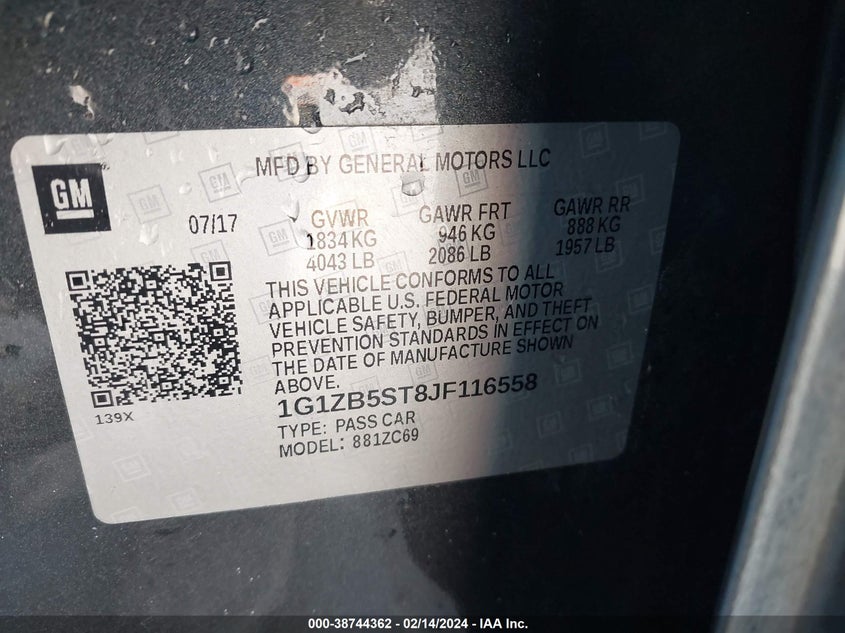 MFD BY GENERAL MOTORS LLC
GM
07/17
GVWR GAWR FRT GAWR RR
1834 KG 946 KG 888 KG
4043 LB 2086 LB 1957 LB
THIS VEHICLE CONFORMS TO ALL
APPLICABLE U.S. FEDERAL MOTOR
VEHICLE SAFETY, BUMPER, AND THEFT
PREVENTION STANDARDS IN EFFECT ON
THE DATE OF MANUFACTURE SHOWN
ABOVE.
1G1ZB5ST8JF116558
139X
TYPE: PASS CAR
MODEL: 881ZC69
000-38744362 - 02/14/2024 - IAA Inc.